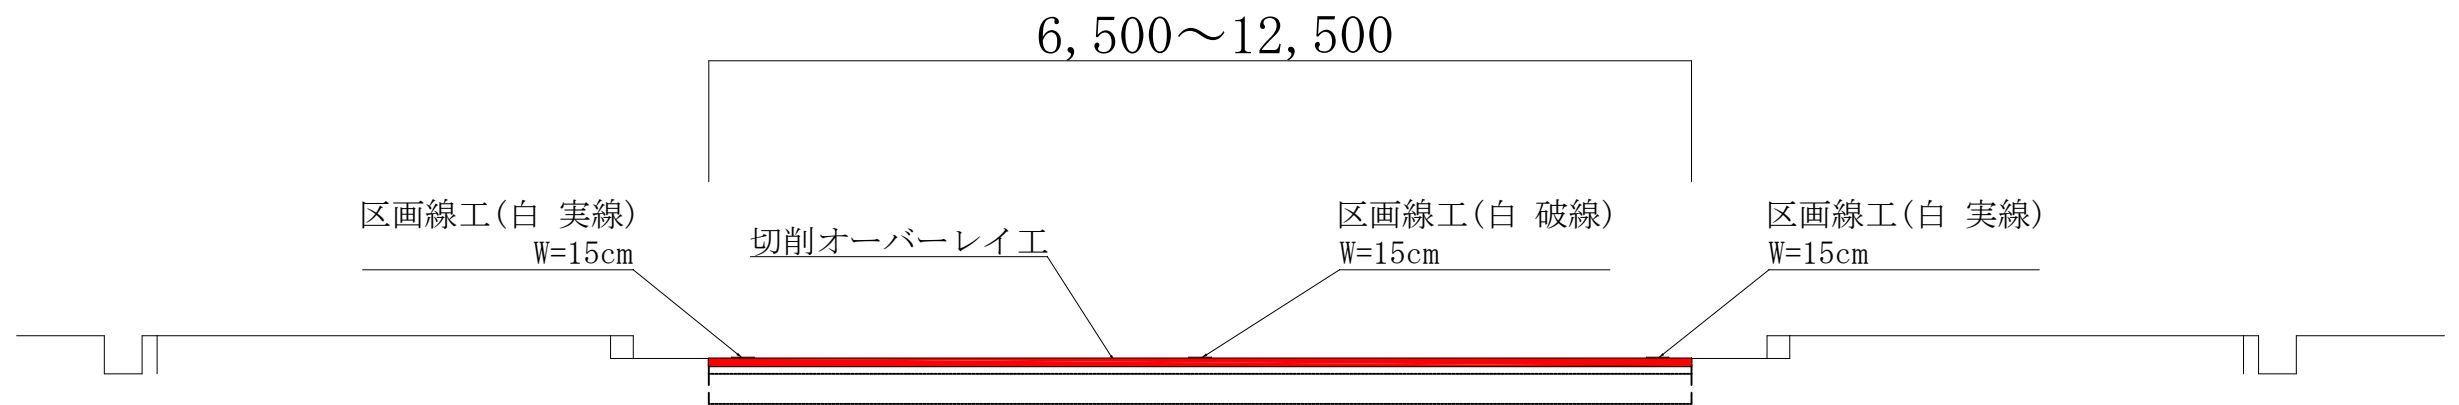 6,500～12,500
区画線工(白 実線)
W=15cm
切削オーバーレイ工
区画線工(白 破線)
W=15cm
区画線工(白 実線)
W=15cm